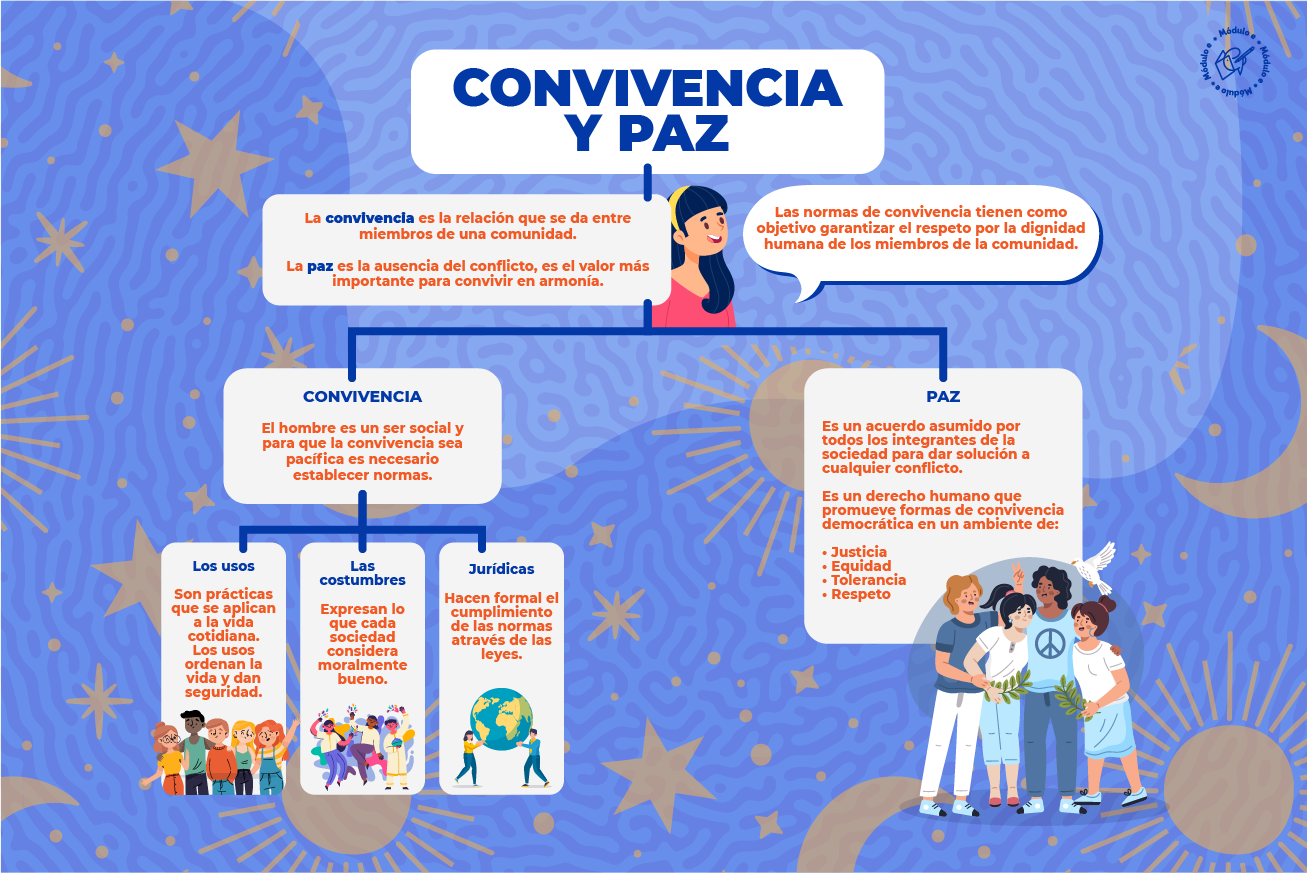 CONVIVENCIA
Y PAZ
Módulo e • Módulo e • Módulo e • Módulo e •
La convivencia es la relación que se da entre
miembros de una comunidad.
La paz es la ausencia del conflicto, es el valor más
importante para convivir en armonía.
Las normas de convivencia tienen como
objetivo garantizar el respeto por la dignidad
humana de los miembros de la comunidad.
CONVIVENCIA
El hombre es un ser social y
para que la convivencia sea
pacífica es necesario
establecer normas.
PAZ
Es un acuerdo asumido por
todos los integrantes de la
sociedad para dar solución a
cualquier conflicto.
Es un derecho humano que
promueve formas de convivencia
democrática en un ambiente de:
• Justicia
• Equidad
• Tolerancia
• Respeto
Los usos
Son prácticas
que se aplican
a la vida
cotidiana.
Los usos
ordenan la
vida y dan
seguridad.
Las
costumbres
Expresan lo
que cada
sociedad
considera
moralmente
bueno.
Jurídicas
Hacen formal el
cumplimiento
de las normas
através de las
leyes.